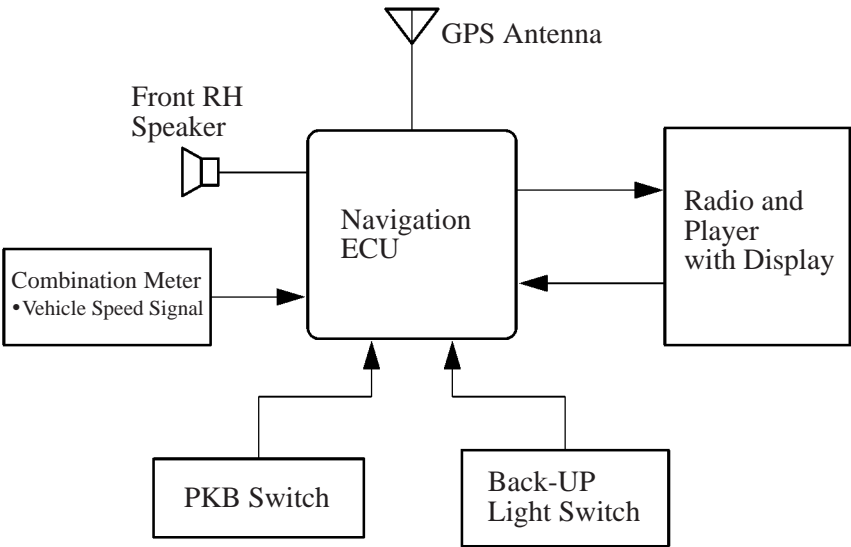 GPS Antenna
Front RH
Speaker
Navigation
ECU
Radio and
Player
with Display
Combination Meter
•Vehicle Speed Signal
PKB Switch
Back-UP
Light Switch